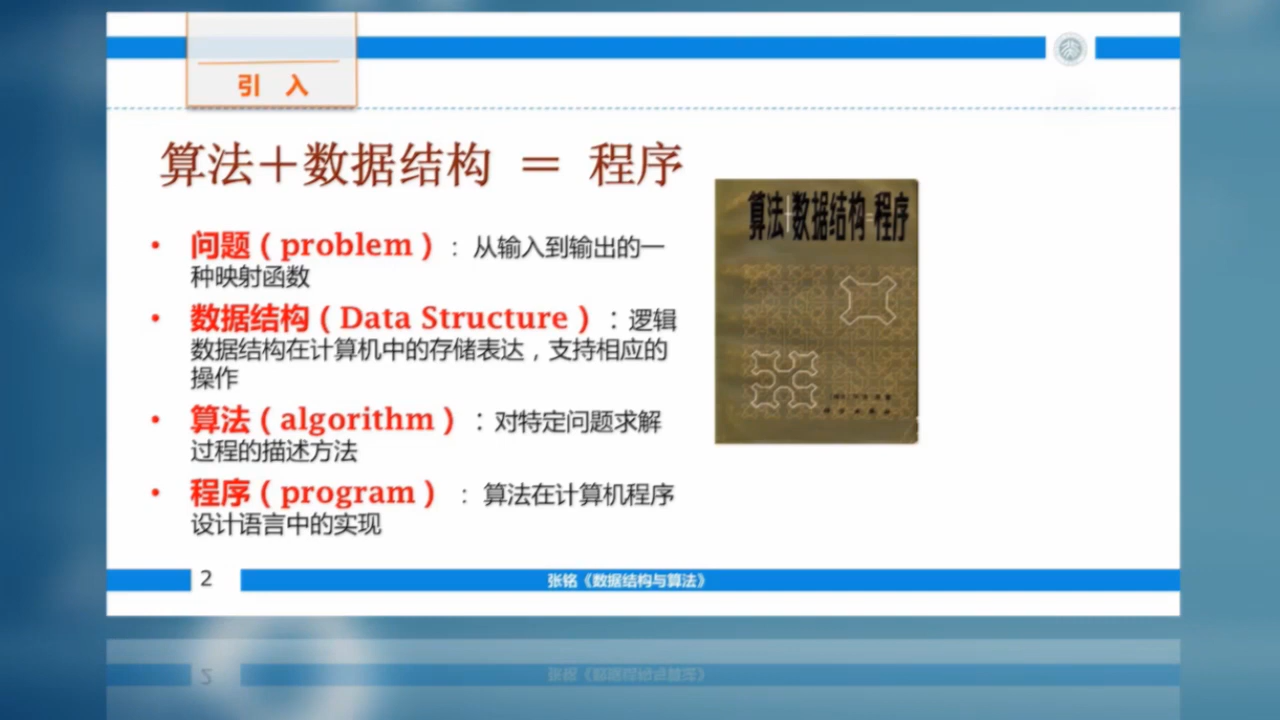 引 入
算法＋数据结构 ＝ 程序
• 问题（problem）： 从输入到输出的一
种映射函数
• 数据结构（Data Structure）：逻辑
数据结构在计算机中的存储表达，支持相应的
操作
• 算法（algorithm）：对特定问题求解
过程的描述方法
• 程序（program）： 算法在计算机程序
设计语言中的实现
算法+数据结构=程序
2
张铭《数据结构与算法》